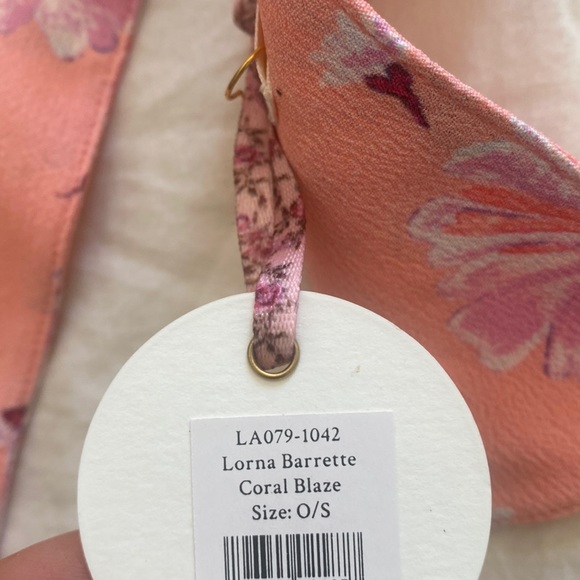 LA079-1042
Lorna Barrette
Coral Blaze
Size: O/S